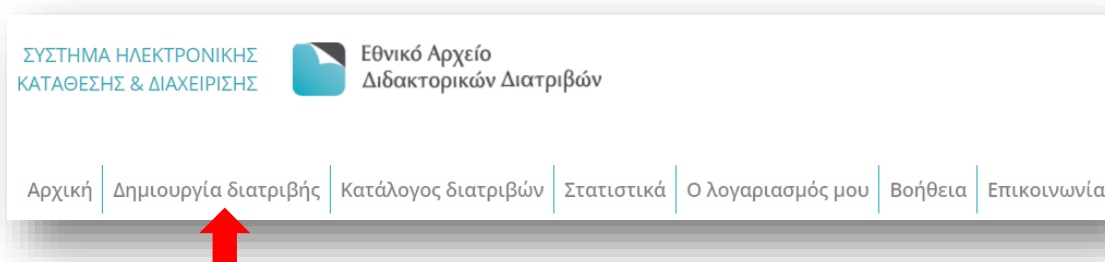 ΣΥΣΤΗΜΑ ΗΛΕΚΤΡΟΝΙΚΗΣ
ΚΑΤΑΘΕΣΗΣ & ΔΙΑΧΕΙΡΙΣΗΣ
Εθνικό Αρχείο
Διδακτορικών Διατριβών
Αρχική Δημιουργία διατριβής Κατάλογος διατριβών Στατιστικά Ο λογαριασμός μου Βοήθεια Επικοινωνία